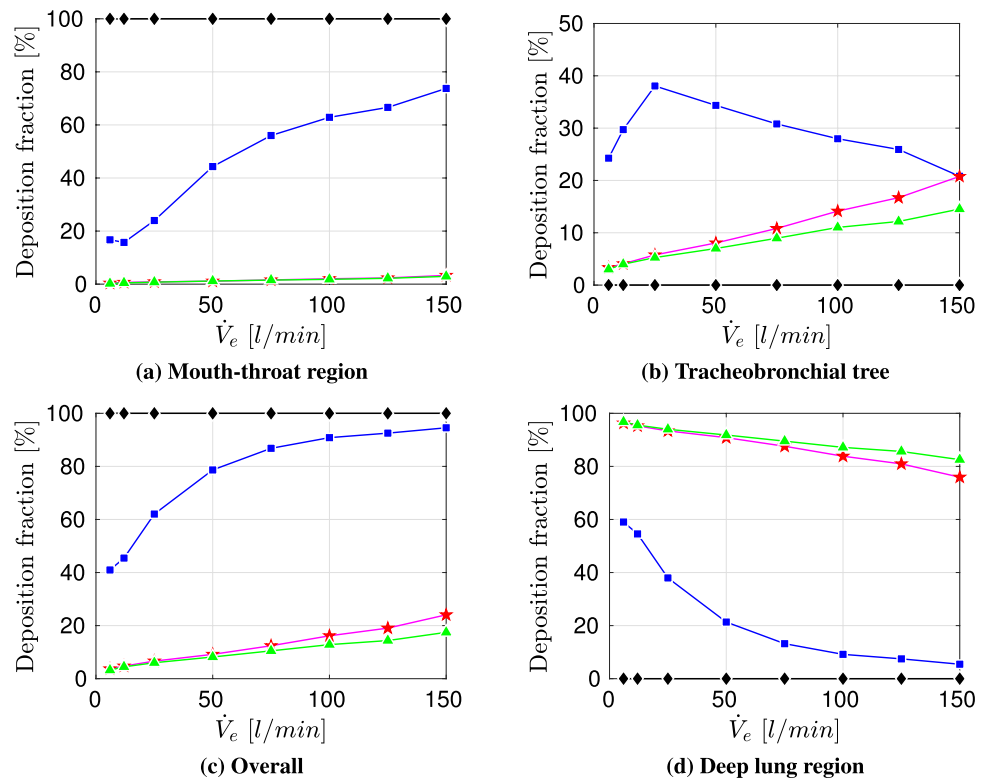 100
80
60
40
20
0
Deposition fraction [%]
0 50 100 150
V̇e [l/min]
(a) Mouth-throat region
50
40
30
20
10
0
Deposition fraction [%]
0 50 100 150
V̇e [l/min]
(b) Tracheobronchial tree
100
80
60
40
20
0
Deposition fraction [%]
0 50 100 150
V̇e [l/min]
(c) Overall
100
80
60
40
20
0
Deposition fraction [%]
0 50 100 150
V̇e [l/min]
(d) Deep lung region